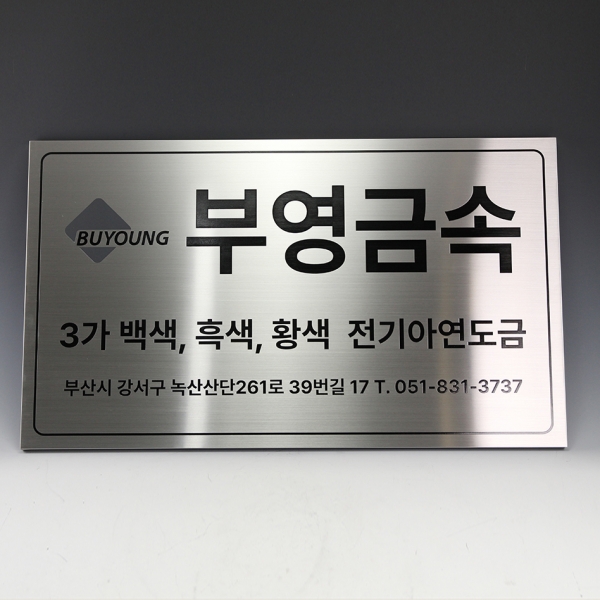 BUYOUNG 부영금속
3가 백색, 흑색, 황색 전기아연도금
부산시 강서구 녹산산단261로 39번길 17 T. 051-831-3737